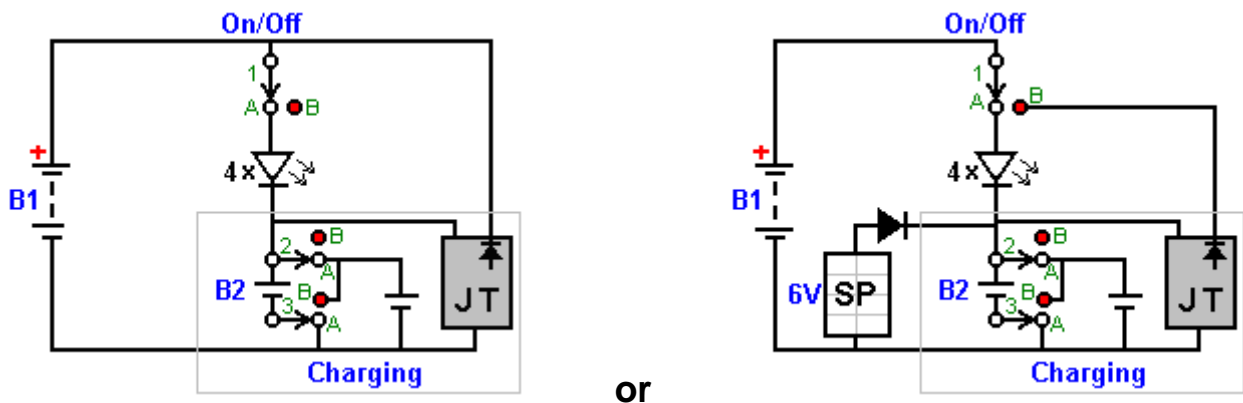 On/Off
1
A
B
4×
+
B1
2
B
A
B2
B
3
A
JT
Charging
or
On/Off
1
A
B
4×
+
B1
6V
SP
2
B
A
B2
B
3
A
JT
Charging